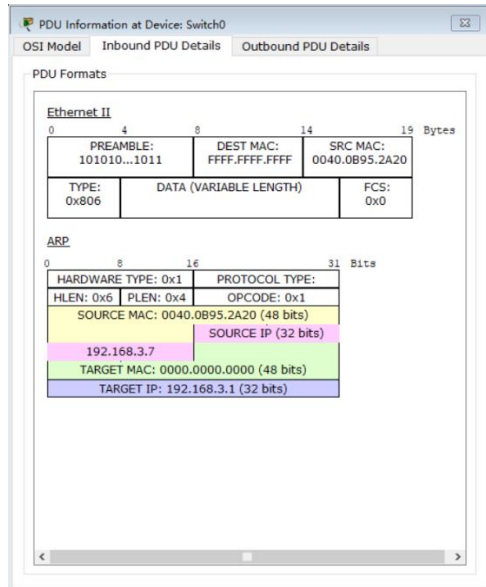 PDU Information at Device: Switch0
OSI Model Inbound PDU Details Outbound PDU Details
PDU Formats
Ethernet II
0 4 8 14 19 Bytes
PREAMBLE: DEST MAC: SRC MAC:
101010...1011 FFFF.FFFF.FFFF 0040.0B95.2A20
TYPE: DATA (VARIABLE LENGTH) FCS:
0x806 0x0
ARP
0 8 16 31 Bits
HARDWARE TYPE: 0x1 PROTOCOL TYPE:
HLEN: 0x6 PLEN: 0x4 OPCODE: 0x1
SOURCE MAC: 0040.0B95.2A20 (48 bits)
SOURCE IP (32 bits)
192.168.3.7
TARGET MAC: 0000.0000.0000 (48 bits)
TARGET IP: 192.168.3.1 (32 bits)